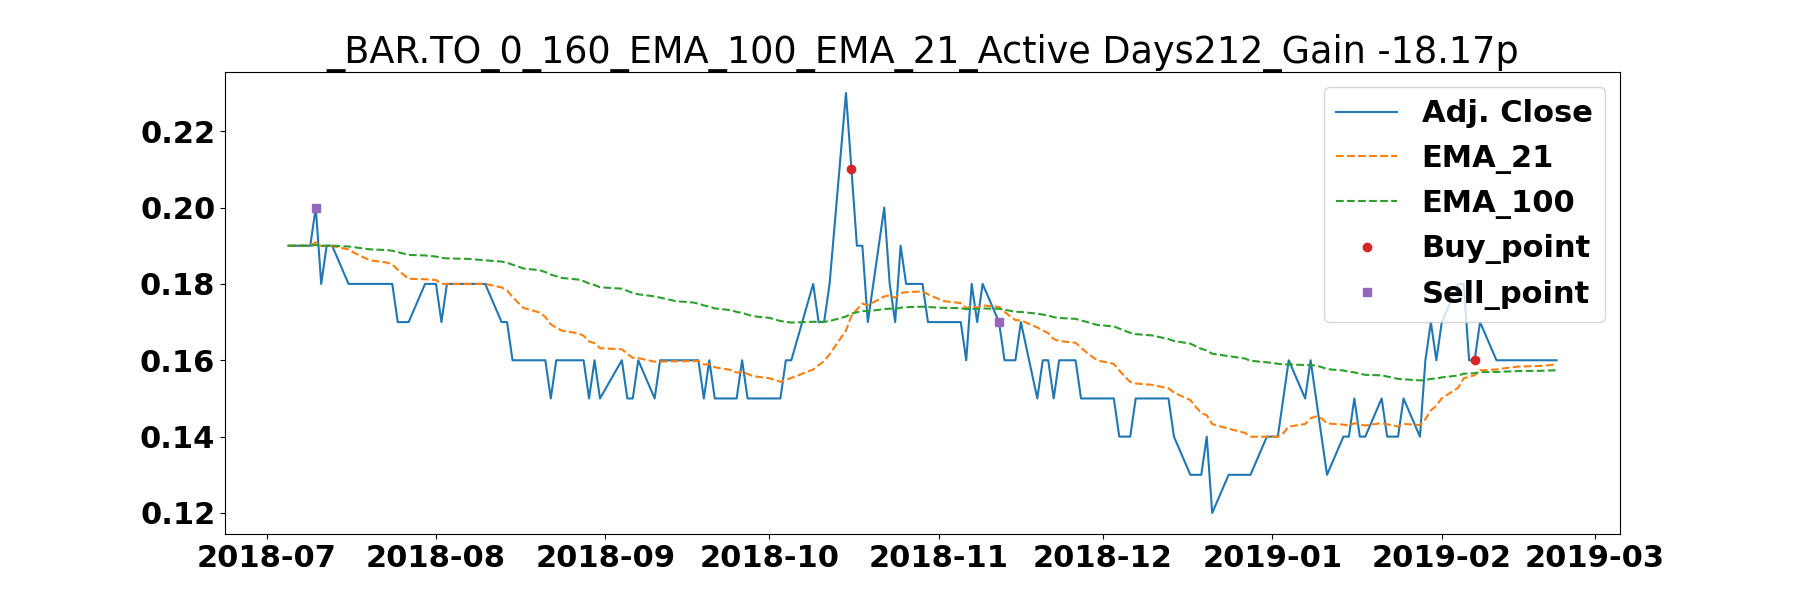 _BAR.TO_0_160_EMA_100_EMA_21_Active Days212_Gain -18.17p
0.22
0.20
0.18
0.16
0.14
0.12
Adj. Close
EMA_21
EMA_100
Buy_point
Sell_point
2018-07 2018-08 2018-09 2018-10 2018-11 2018-12 2019-01 2019-02 2019-03